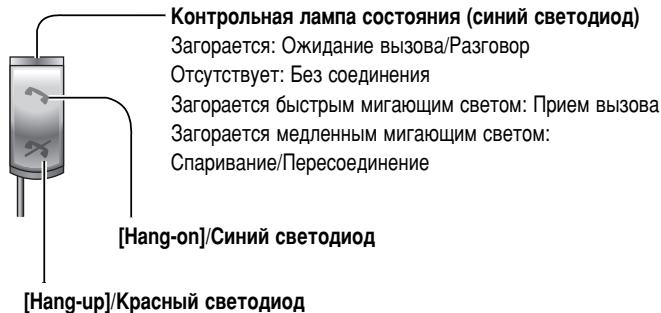 Контрольная лампа состояния (синий светодиод)
Загорается: Ожидание вызова/Разговор
Отсутствует: Без соединения
Загорается быстрым мигающим светом: Прием вызова
Загорается медленным мигающим светом:
Спаривание/Пересоединение
[Hang-on]/Синий светодиод
[Hang-up]/Красный светодиод